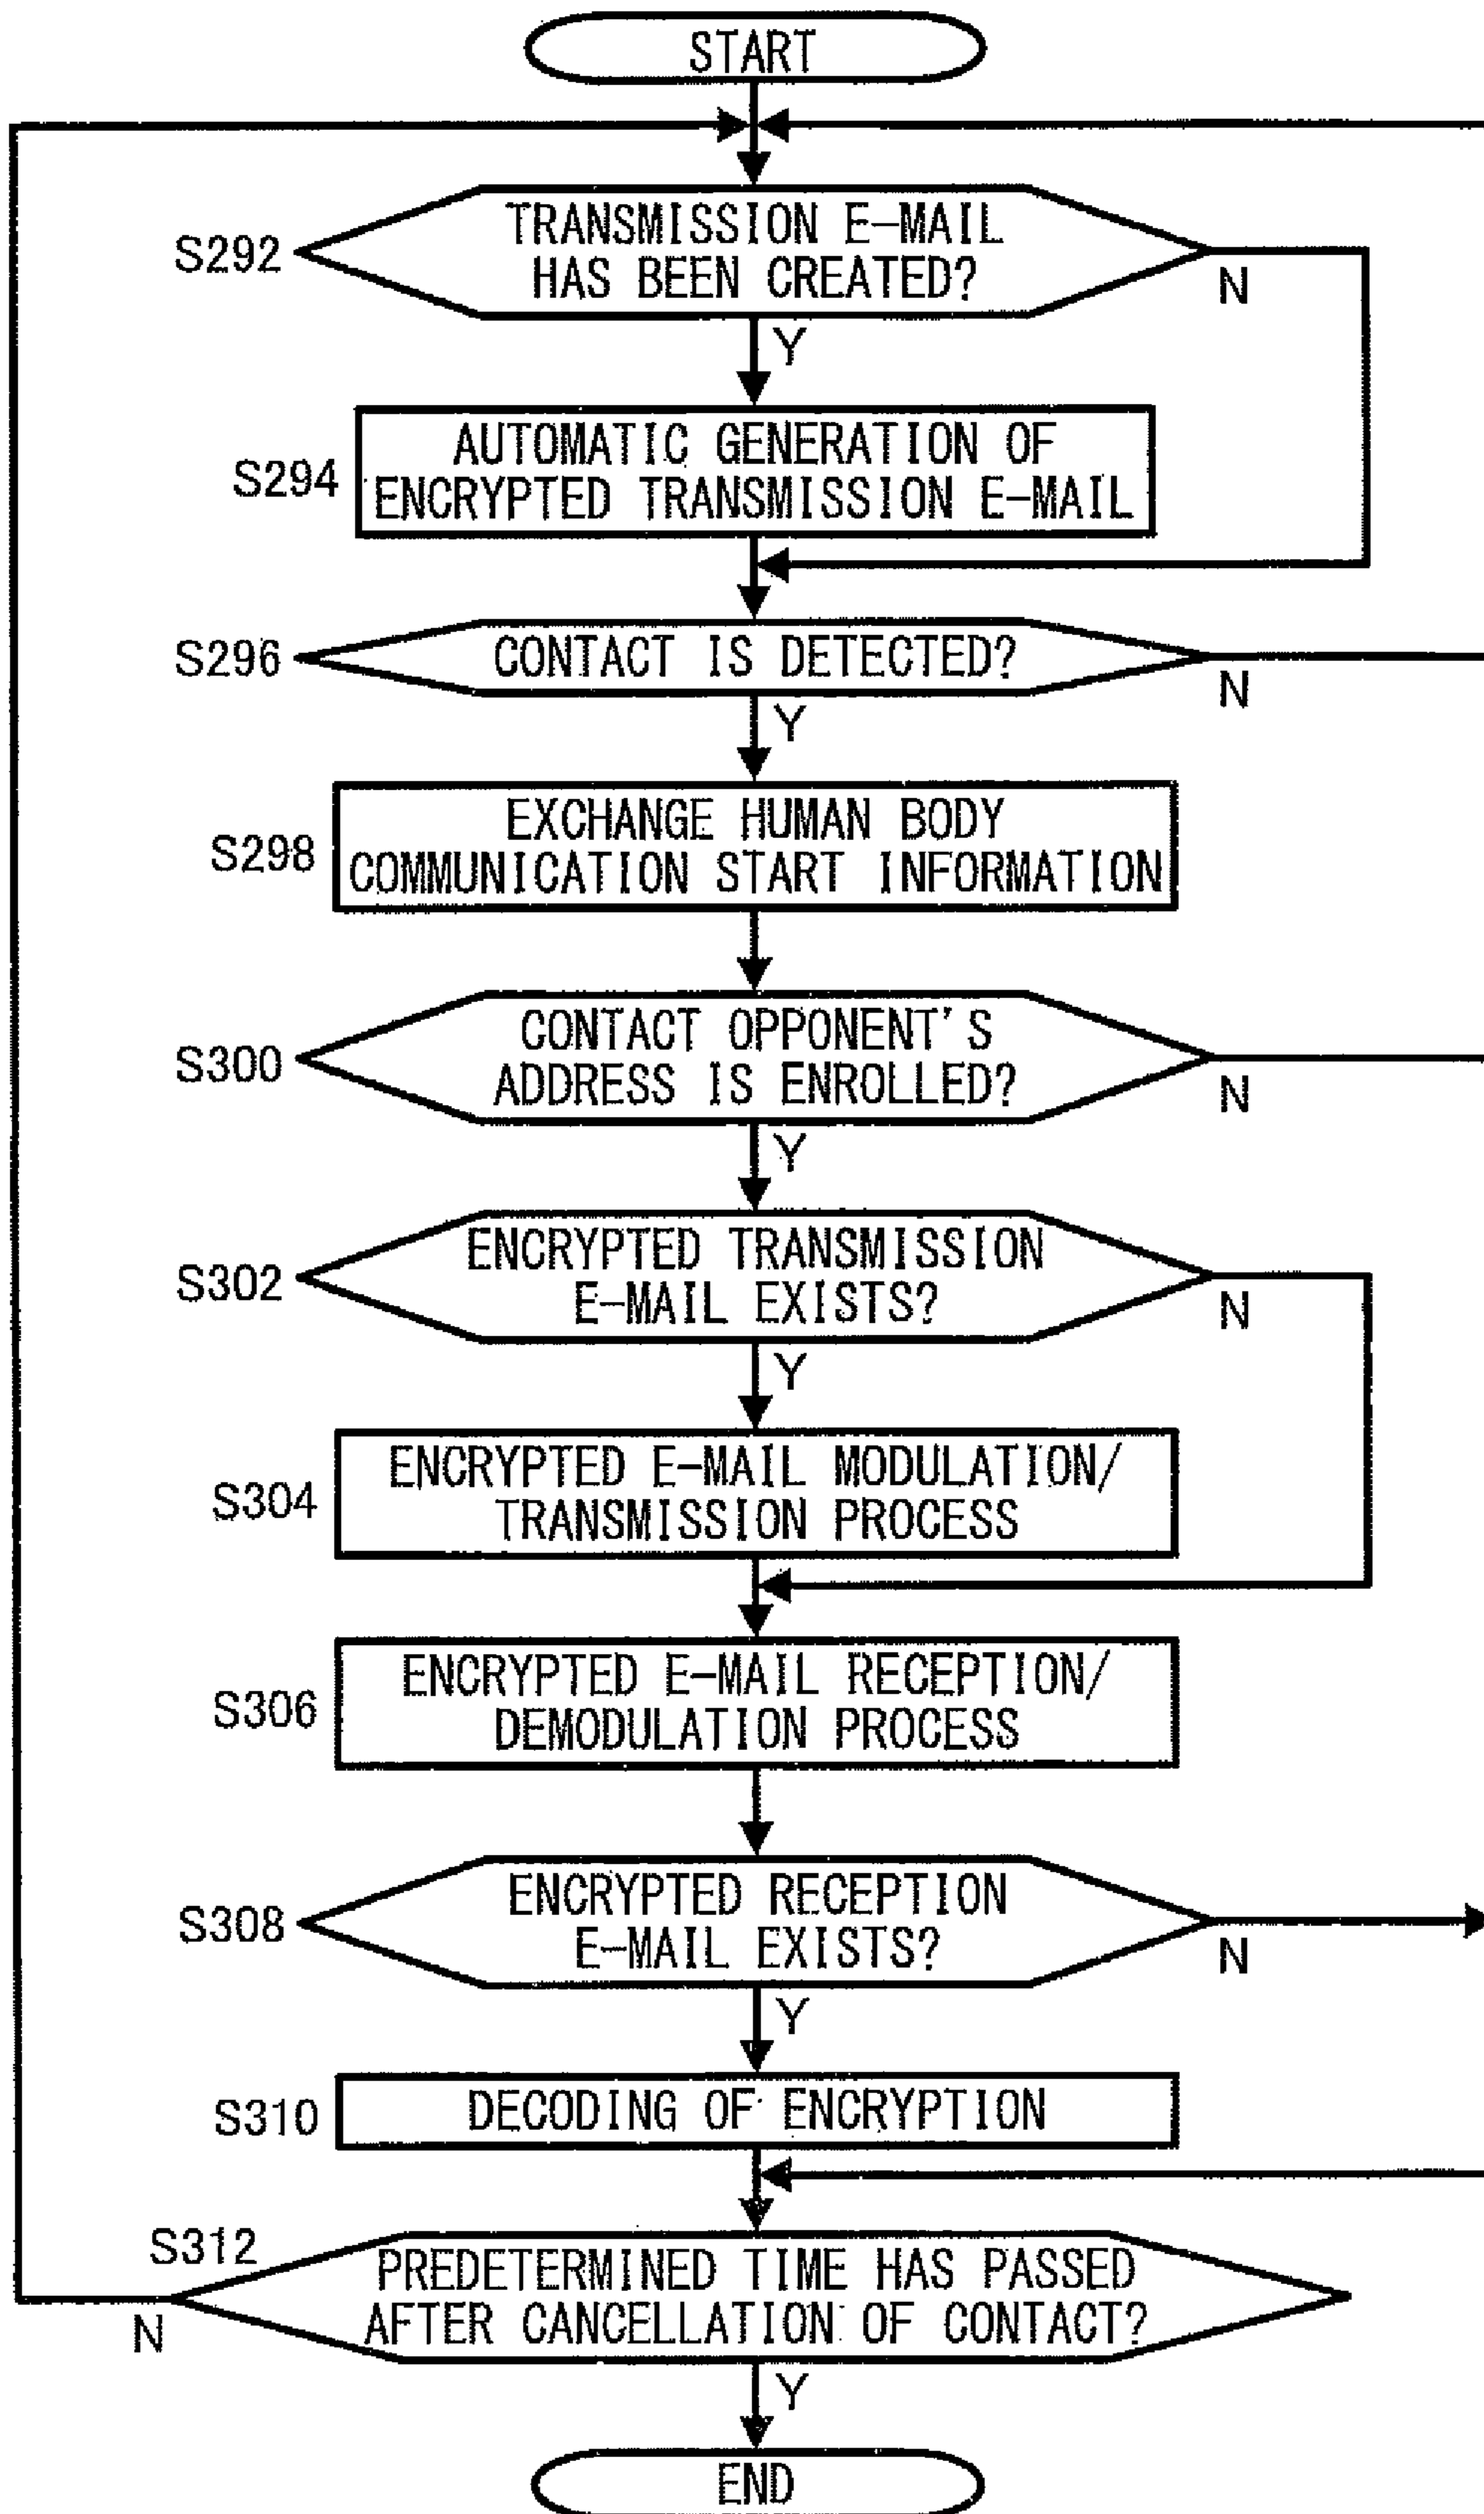 START
S292
TRANSMISSION E-MAIL
HAS BEEN CREATED?
N
Y
S294
AUTOMATIC GENERATION OF
ENCRYPTED TRANSMISSION E-MAIL
S296
CONTACT IS DETECTED?
N
Y
S298
EXCHANGE HUMAN BODY
COMMUNICATION START INFORMATION
S300
CONTACT OPPONENT'S
ADDRESS IS ENROLLED?
N
Y
S302
ENCRYPTED TRANSMISSION
E-MAIL EXISTS?
N
Y
S304
ENCRYPTED E-MAIL MODULATION/
TRANSMISSION PROCESS
S306
ENCRYPTED E-MAIL RECEPTION/
DEMODULATION PROCESS
S308
ENCRYPTED RECEPTION
E-MAIL EXISTS?
N
Y
S310
DECODING OF ENCRYPTION
S312
PREDETERMINED TIME HAS PASSED
AFTER CANCELLATION OF CONTACT?
N
Y
END